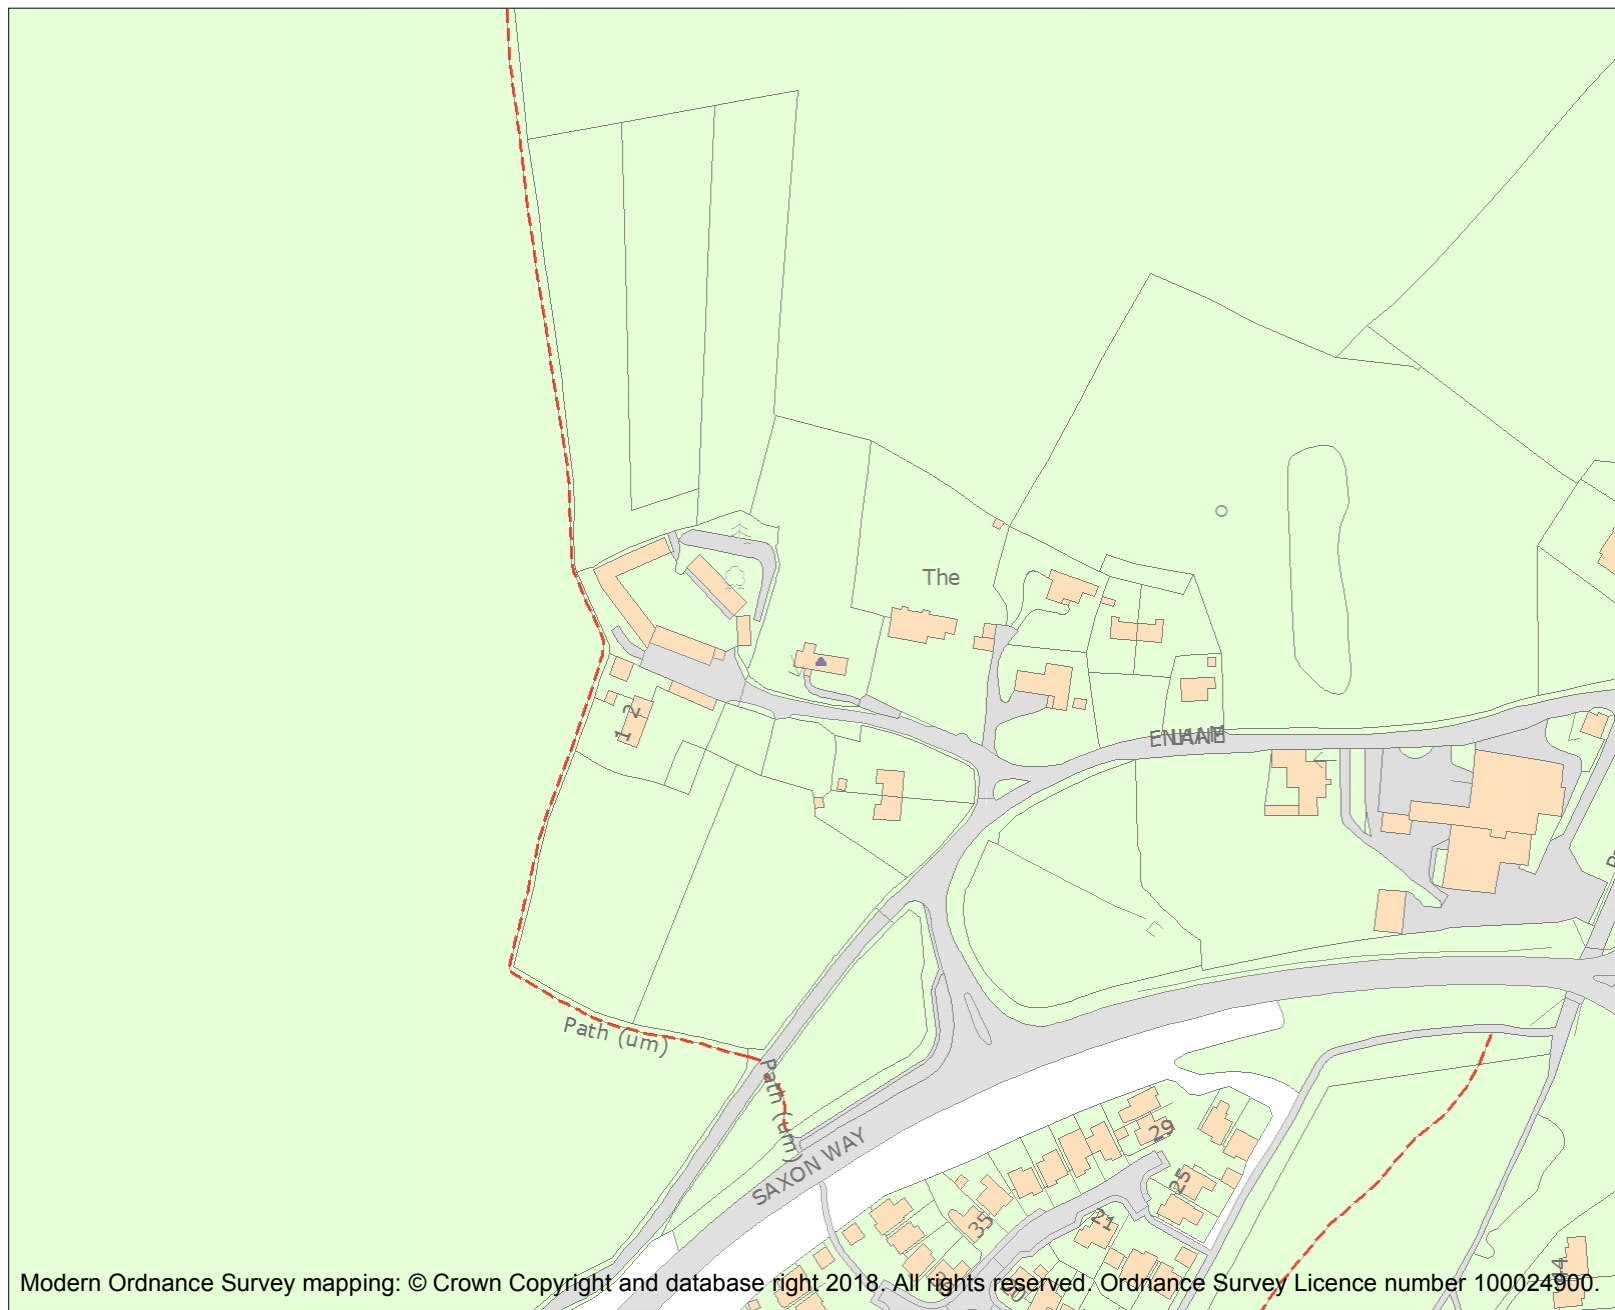 The
1 2
Path (um)
Path (um)
SAXON WAY
29
25
21
35
Modern Ordnance Survey mapping: © Crown Copyright and database right 2018. All rights reserved. Ordnance Survey Licence number 100024900.